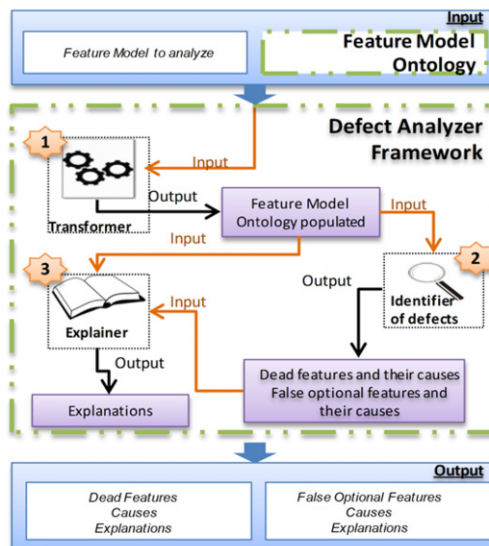 Input
Feature Model to analyze
Feature Model
Ontology
Defect Analyzer
Framework
1
Input
Transformer
Output
Feature Model
Ontology populated
Input
Input
2
Identifier
of defects
3
Explainer
Input
Output
Output
Dead features and their causes
False optional features and
their causes
Explanations
Output
Dead Features
Causes
Explanations
False Optional Features
Causes
Explanations